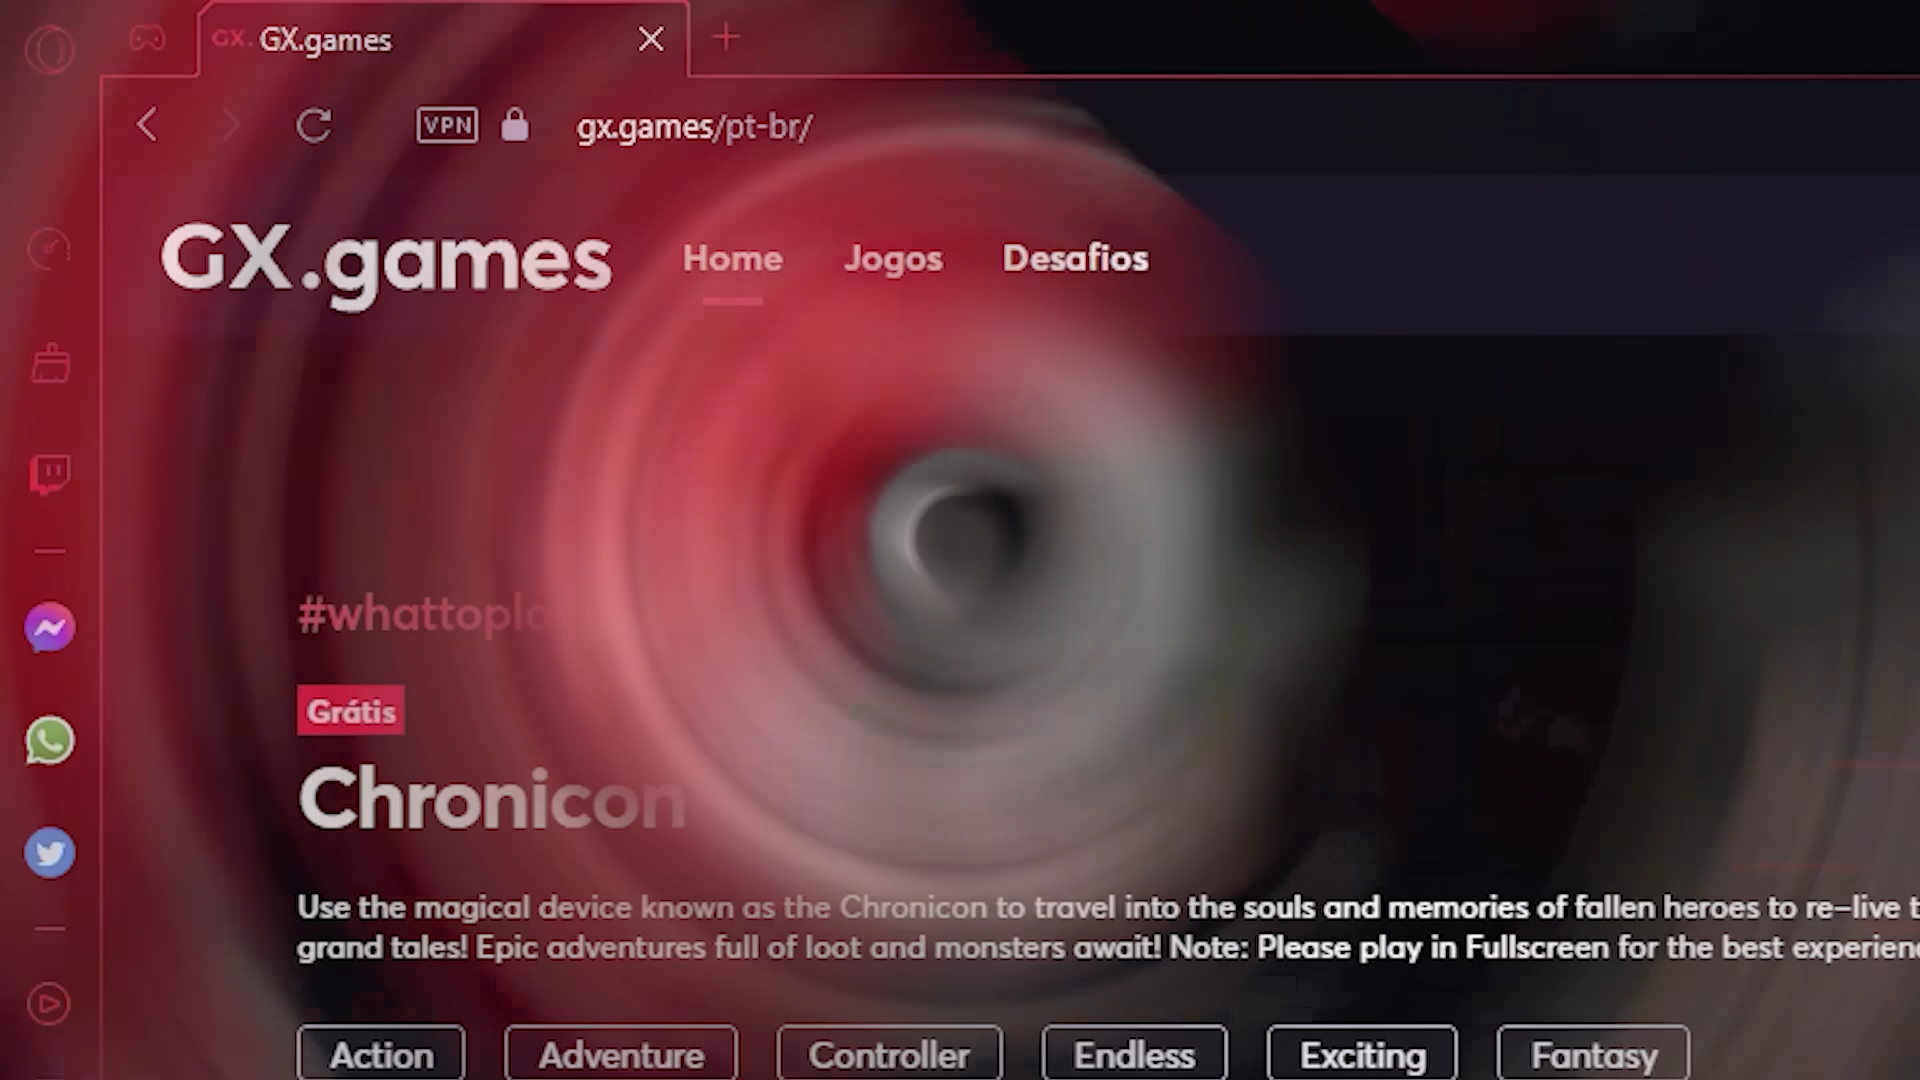 GX. GX.games
VPN gx.games/pt-br/
GX.games Home Jogos Desafios
Grátis
Chronicon
Use the magical device known as the Chronicon to travel into the souls and memories of fallen heroes to re-live
grand tales! Epic adventures full of loot and monsters await! Note: Please play in Fullscreen for the best
Action Adventure Controller Endless Exciting Fantasy